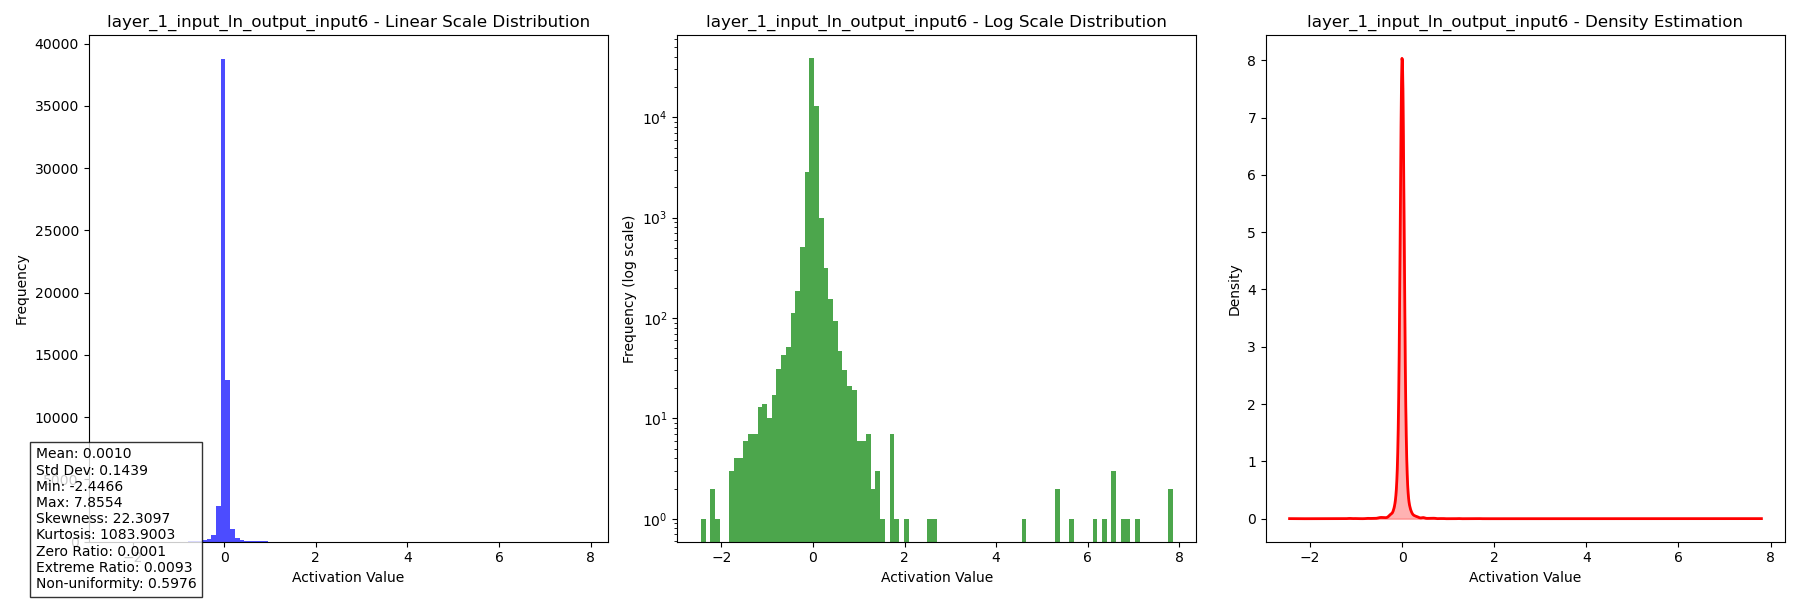 layer_1_input_ln_output_input6 - Linear Scale Distribution
40000
35000
30000
25000
20000
15000
10000
5000
0
Frequency
−2
0
2
4
6
8
Activation Value
Mean: 0.0010
Std Dev: 0.1439
Min: -2.4466
Max: 7.8554
Skewness: 22.3097
Kurtosis: 1083.9003
Zero Ratio: 0.0001
Extreme Ratio: 0.0093
Non-uniformity: 0.5976
layer_1_input_ln_output_input6 - Log Scale Distribution
10⁴
10³
10²
10¹
10⁰
Frequency (log scale)
−2
0
2
4
6
8
Activation Value
layer_1_input_ln_output_input6 - Density Estimation
8
7
6
5
4
3
2
1
0
Density
−2
0
2
4
6
8
Activation Value